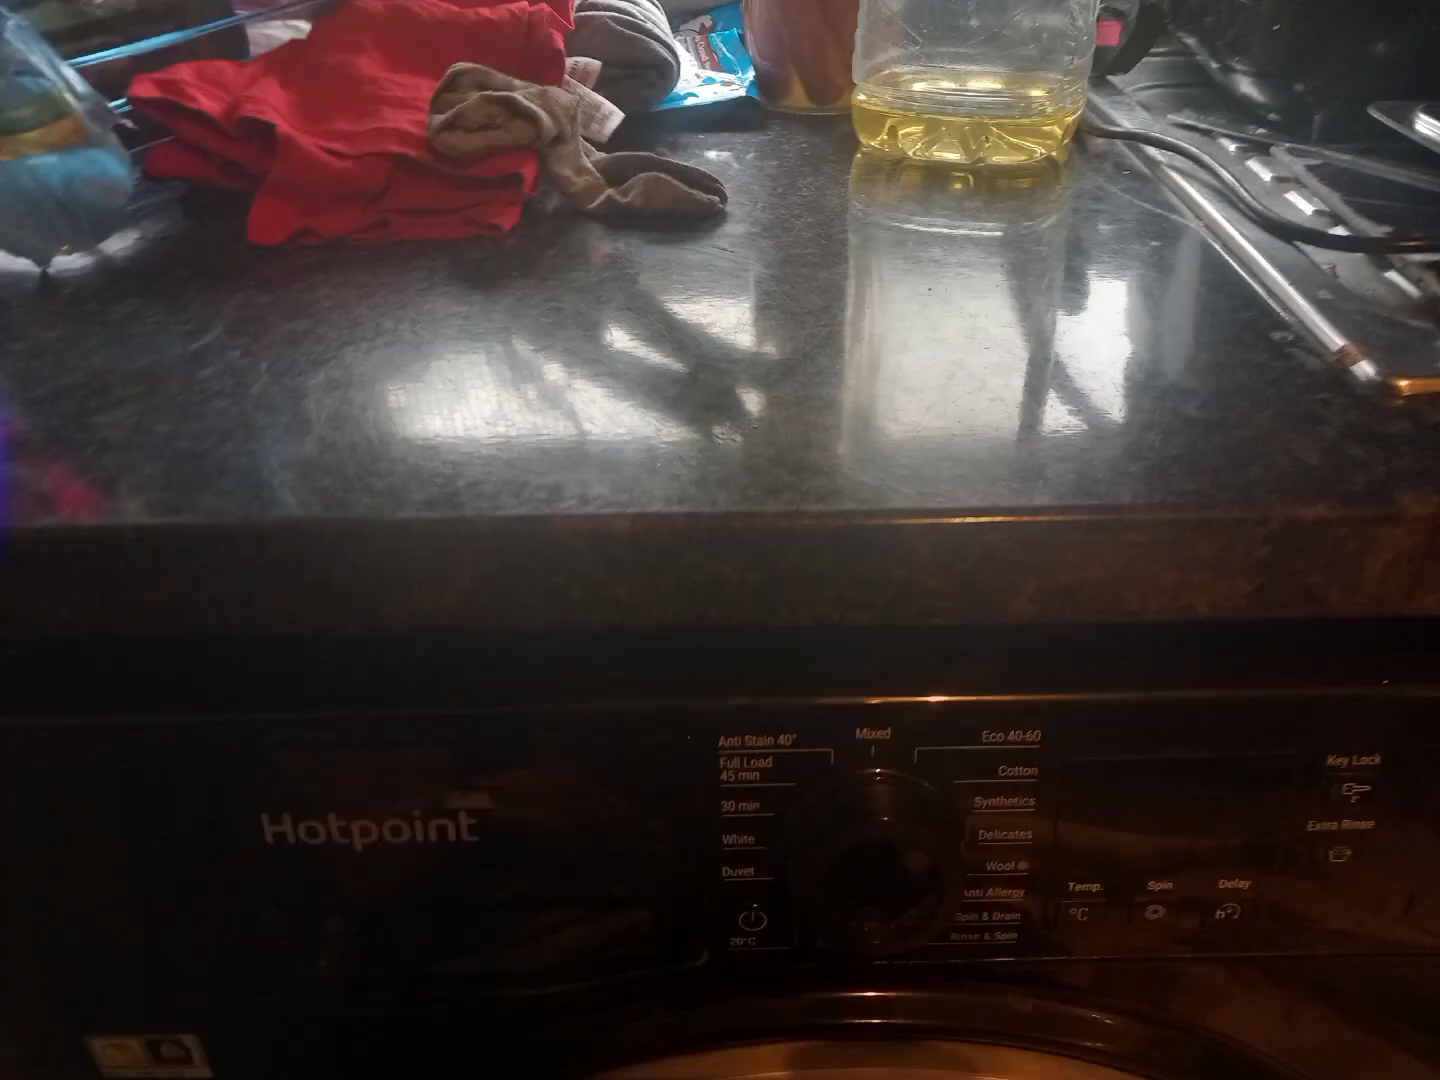 Anti Stain 40°
Mixed
Eco 40-60
Full Load
45 min
Cotton
30 min
Synthetics
White
Delicates
Duvet
Wool
Anti Allergy
Spin & Drain
20°C
Rinse & Spin
Hotpoint
Key Lock
Extra Rinse
Temp.
Spin
Delay
°C
h